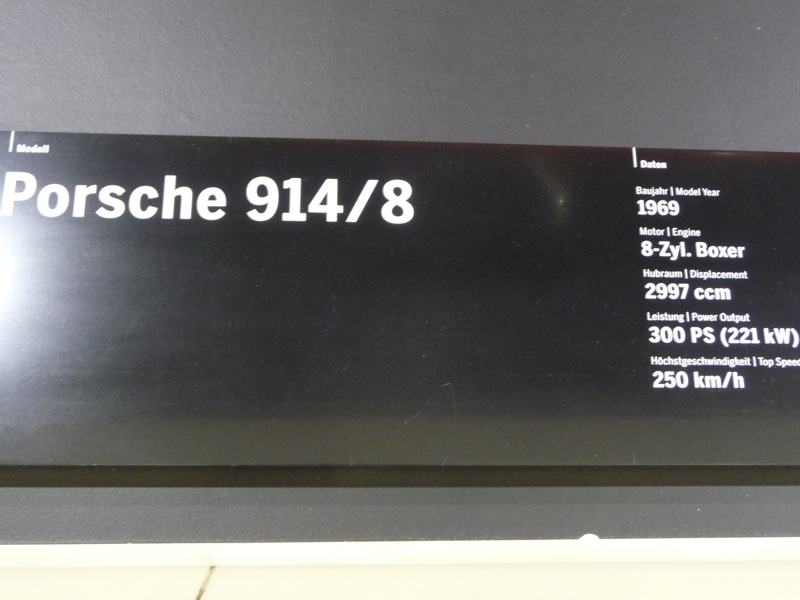 Modell
Porsche 914/8
Daten
Baujahr | Model Year
1969
Motor | Engine
8-Zyl. Boxer
Hubraum | Displacement
2997 ccm
Leistung | Power Output
300 PS (221 kW)
Höchstgeschwindigkeit | Top Speed
250 km/h